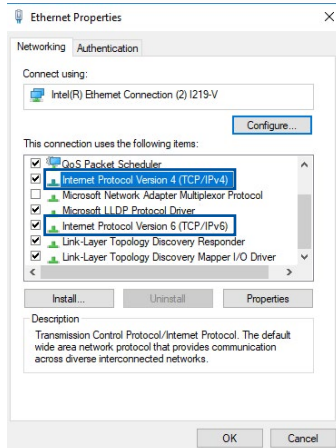 Ethernet Properties
Networking Authentication
Connect using:
Intel(R) Ethernet Connection (2) I219-V
Configure...
This connection uses the following items:
QoS Packet Scheduler
Internet Protocol Version 4 (TCP/IPv4)
Microsoft Network Adapter Multiplexor Protocol
Microsoft LLDP Protocol Driver
Internet Protocol Version 6 (TCP/IPv6)
Link-Layer Topology Discovery Responder
Link-Layer Topology Discovery Mapper I/O Driver
Install... Uninstall Properties
Description
Transmission Control Protocol/Internet Protocol. The default
wide area network protocol that provides communication
across diverse interconnected networks.
OK Cancel